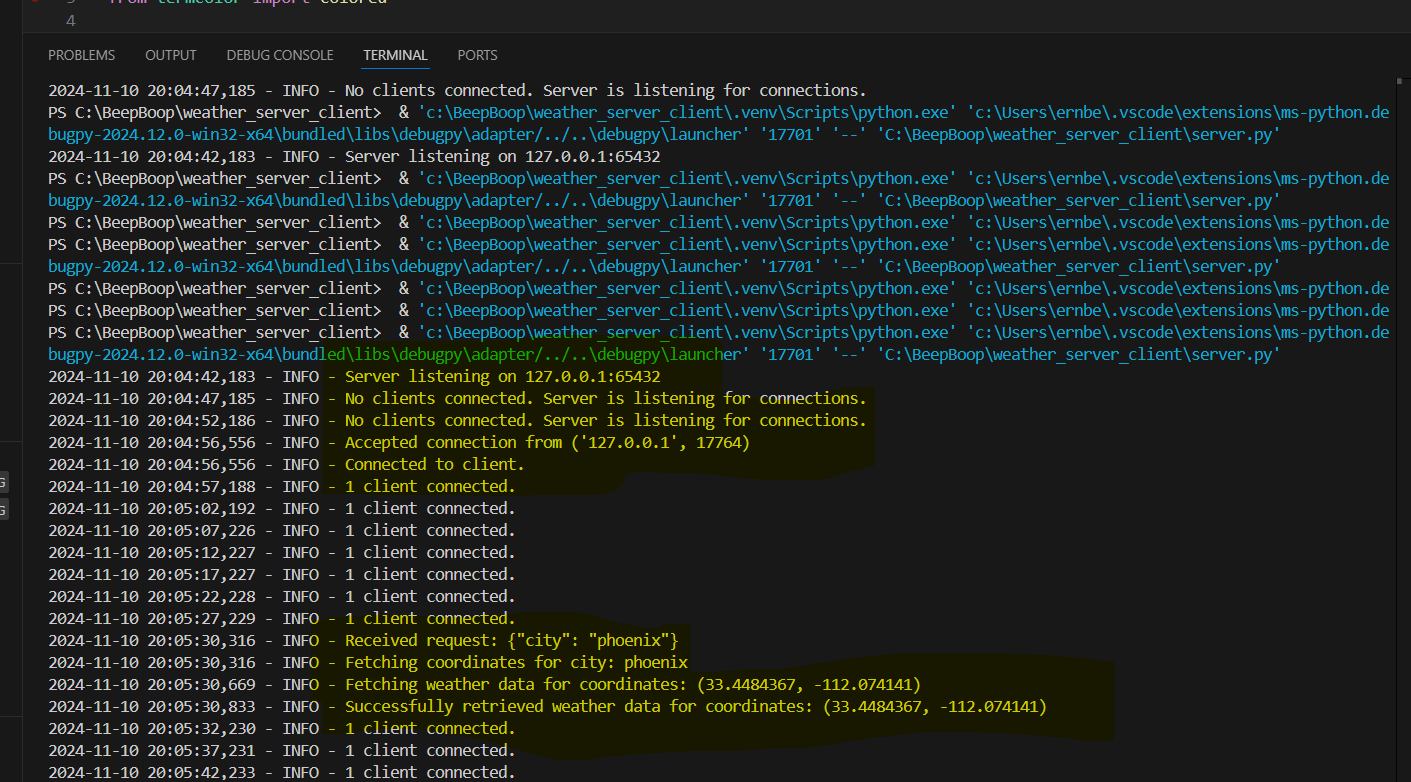 from termcolor import colored
4
PROBLEMS OUTPUT DEBUG CONSOLE TERMINAL PORTS
2024-11-10 20:04:47,185 - INFO - No clients connected. Server is listening for connections.
PS C:\BeepBoop\weather_server_client>  & 'c:\BeepBoop\weather_server_client\.venv\Scripts\python.exe' 'c:\Users\ernbe\.vscode\extensions\ms-python.de
bugpy-2024.12.0-win32-x64\bundled\libs\debugpy\adapter/../..\debugpy\launcher' '17701' '--' 'C:\BeepBoop\weather_server_client\server.py'
2024-11-10 20:04:42,183 - INFO - Server listening on 127.0.0.1:65432
PS C:\BeepBoop\weather_server_client>  & 'c:\BeepBoop\weather_server_client\.venv\Scripts\python.exe' 'c:\Users\ernbe\.vscode\extensions\ms-python.de
bugpy-2024.12.0-win32-x64\bundled\libs\debugpy\adapter/../..\debugpy\launcher' '17701' '--' 'C:\BeepBoop\weather_server_client\server.py'
PS C:\BeepBoop\weather_server_client>  & 'c:\BeepBoop\weather_server_client\.venv\Scripts\python.exe' 'c:\Users\ernbe\.vscode\extensions\ms-python.de
PS C:\BeepBoop\weather_server_client>  & 'c:\BeepBoop\weather_server_client\.venv\Scripts\python.exe' 'c:\Users\ernbe\.vscode\extensions\ms-python.de
bugpy-2024.12.0-win32-x64\bundled\libs\debugpy\adapter/../..\debugpy\launcher' '17701' '--' 'C:\BeepBoop\weather_server_client\server.py'
PS C:\BeepBoop\weather_server_client>  & 'c:\BeepBoop\weather_server_client\.venv\Scripts\python.exe' 'c:\Users\ernbe\.vscode\extensions\ms-python.de
PS C:\BeepBoop\weather_server_client>  & 'c:\BeepBoop\weather_server_client\.venv\Scripts\python.exe' 'c:\Users\ernbe\.vscode\extensions\ms-python.de
PS C:\BeepBoop\weather_server_client>  & 'c:\BeepBoop\weather_server_client\.venv\Scripts\python.exe' 'c:\Users\ernbe\.vscode\extensions\ms-python.de
bugpy-2024.12.0-win32-x64\bundled\libs\debugpy\adapter/../..\debugpy\launcher' '17701' '--' 'C:\BeepBoop\weather_server_client\server.py'
2024-11-10 20:04:42,183 - INFO - Server listening on 127.0.0.1:65432
2024-11-10 20:04:47,185 - INFO - No clients connected. Server is listening for connections.
2024-11-10 20:04:52,186 - INFO - No clients connected. Server is listening for connections.
2024-11-10 20:04:56,556 - INFO - Accepted connection from ('127.0.0.1', 17764)
2024-11-10 20:04:56,556 - INFO - Connected to client.
2024-11-10 20:04:57,188 - INFO - 1 client connected.
2024-11-10 20:05:02,192 - INFO - 1 client connected.
2024-11-10 20:05:07,226 - INFO - 1 client connected.
2024-11-10 20:05:12,227 - INFO - 1 client connected.
2024-11-10 20:05:17,227 - INFO - 1 client connected.
2024-11-10 20:05:22,228 - INFO - 1 client connected.
2024-11-10 20:05:27,229 - INFO - 1 client connected.
2024-11-10 20:05:30,316 - INFO - Received request: {"city": "phoenix"}
2024-11-10 20:05:30,316 - INFO - Fetching coordinates for city: phoenix
2024-11-10 20:05:30,669 - INFO - Fetching weather data for coordinates: (33.4484367, -112.074141)
2024-11-10 20:05:30,833 - INFO - Successfully retrieved weather data for coordinates: (33.4484367, -112.074141)
2024-11-10 20:05:32,230 - INFO - 1 client connected.
2024-11-10 20:05:37,231 - INFO - 1 client connected.
2024-11-10 20:05:42,233 - INFO - 1 client connected.